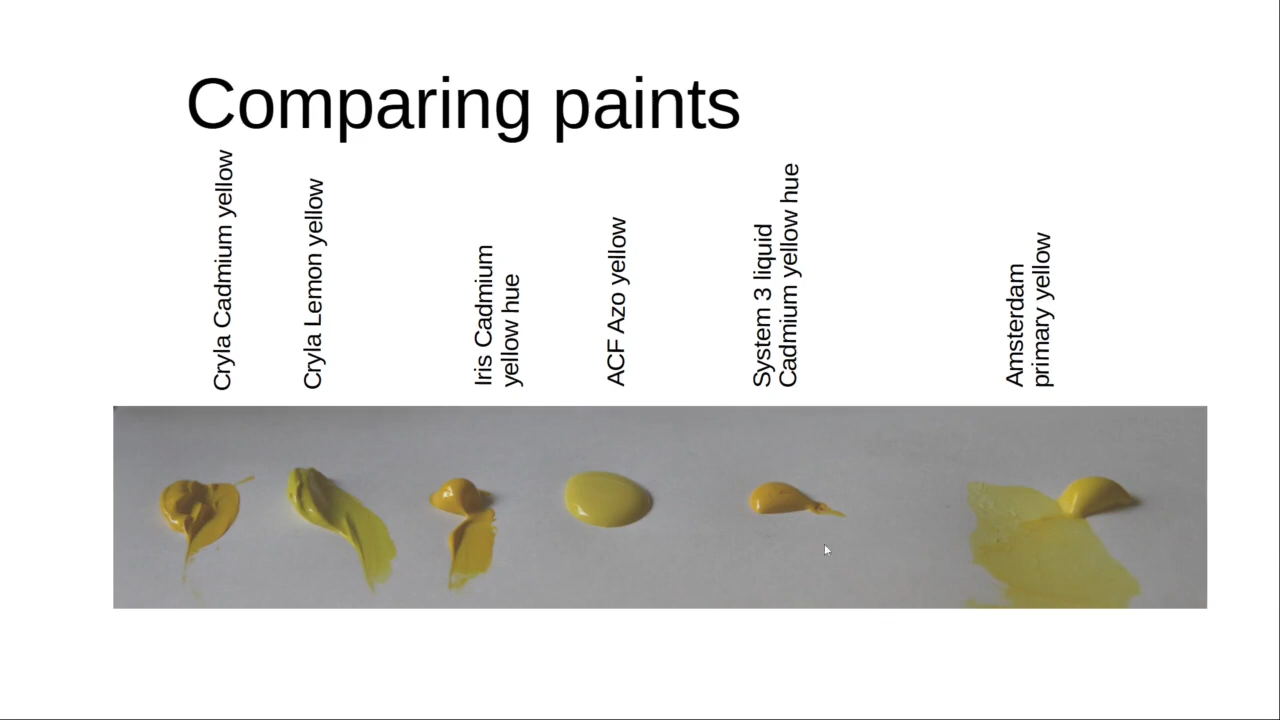 Comparing paints
Cryla Cadmium yellow
Cryla Lemon yellow
Iris Cadmium
yellow hue
ACF Azo yellow
System 3 liquid
Cadmium yellow hue
Amsterdam
primary yellow